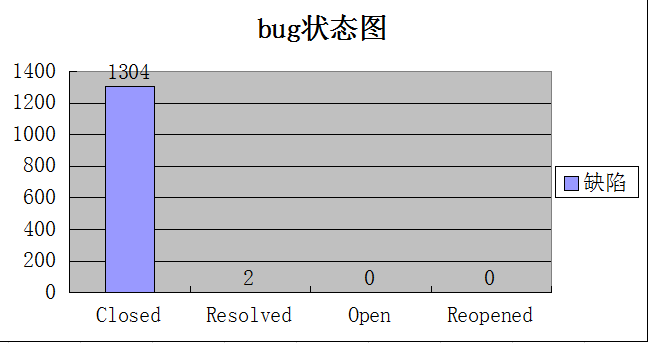 bug状态图
1400
1200
1000
800
600
400
200
0
1304
2
0
0
Closed
Resolved
Open
Reopened
缺陷